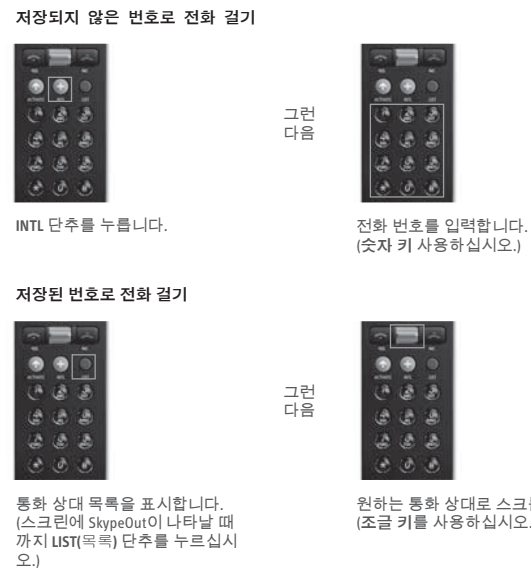 저장되지 않은 번호로 전화 걸기
그런
다음
INTL 단추를 누릅니다.
전화 번호를 입력합니다.
(숫자 키 사용하십시오.)
저장된 번호로 전화 걸기
그런
다음
통화 상대 목록을 표시합니다.
(스크린에 SkypeOut이 나타날 때
까지 LIST(목록) 단추를 누르십시
오.)
원하는 통화 상대로
(조글 키를 사용하십시오.